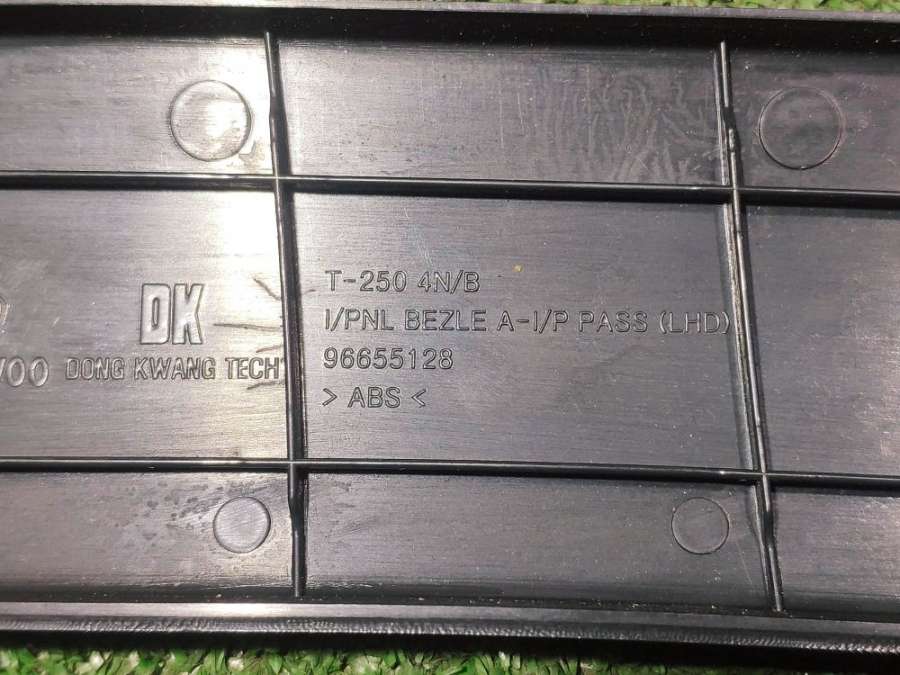 DK
DONG KWANG TECH
T-250 4N/B
I/PNL BEZLE A-I/P PASS (LHD)
96655128
> ABS <